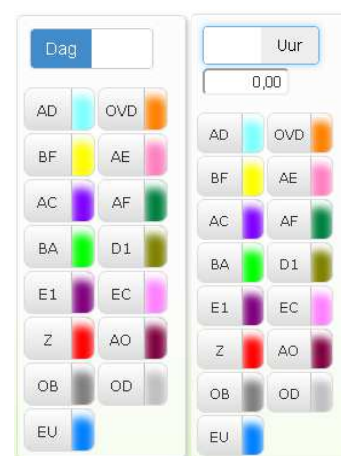 Dag
AD OVD
BF AE
AC AF
BA D1
E1 EC
Z AO
OB OD
EU
Uur
0,00
AD OVD
BF AE
AC AF
BA D1
E1 EC
Z AO
OB OD
EU